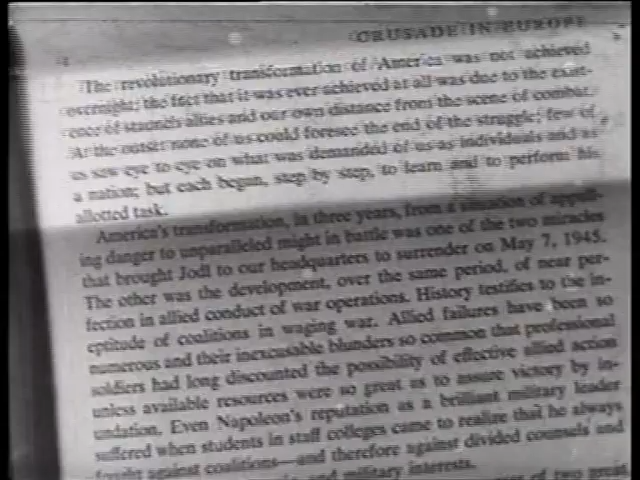 CRUSADE IN EUROPE
The revolutionary transformation of America was not achieved
overnight; the fact that it was ever achieved at all was due to the exist-
ence of staunch allies and our own distance from the scene of combat.
At the outset none of us could foresee the end of the struggle; few of
us saw eye to eye on what was demanded of us as individuals and as
a nation; but each began, step by step, to learn and to perform his
allotted task.
America's transformation, in three years, from a situation of appall-
ing danger to unparalleled might in battle was one of the two miracles
that brought Jodl to our headquarters to surrender on May 7, 1945.
The other was the development, over the same period, of near per-
fection in allied conduct of war operations. History testifies to the in-
eptitude of coalitions in waging war. Allied failures have been so
numerous and their inexcusable blunders so common that professional
soldiers had long discounted the possibility of effective allied action
unless available resources were so great as to assure victory by in-
undation. Even Napoleon's reputation as a brilliant military leader
suffered when students in staff colleges came to realize that he always
fought against coalitions—and therefore against divided counsels and
and military interests.
of two great